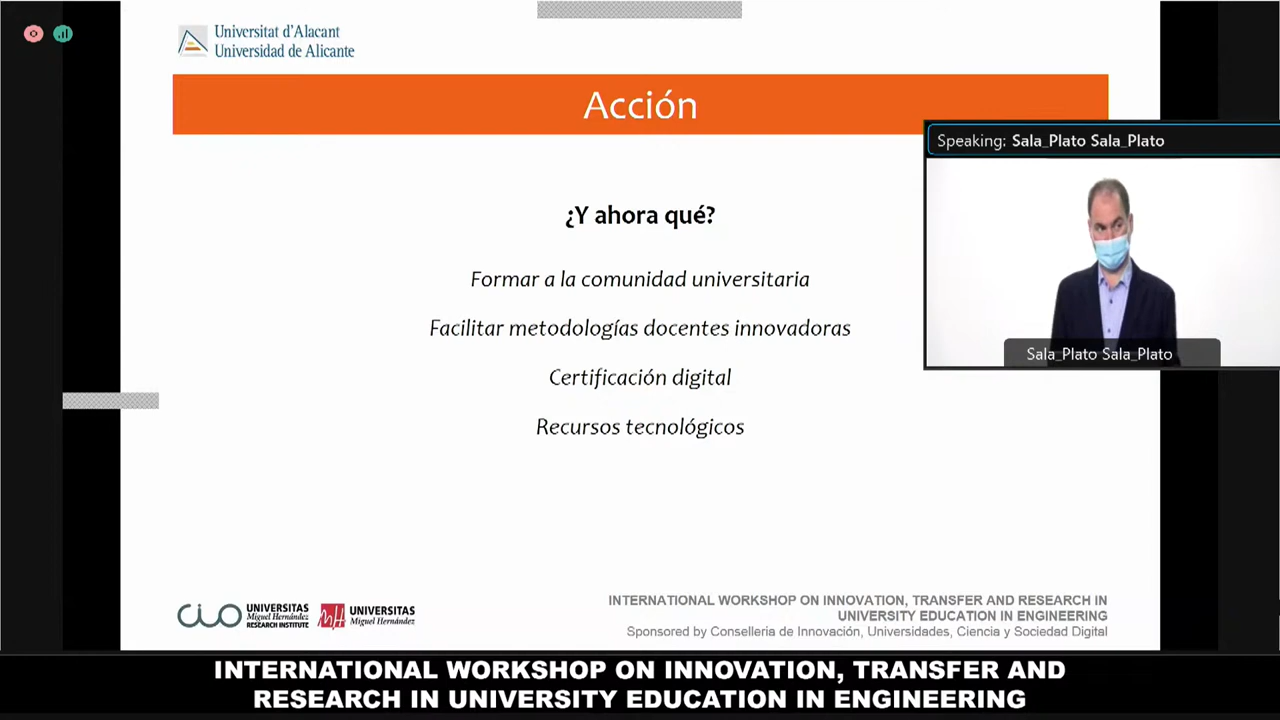 Universitat d'Alacant
Universidad de Alicante
Acción
Speaking: Sala_Plato Sala_Plato
¿Y ahora qué?
Formar a la comunidad universitaria
Facilitar metodologías docentes innovadoras
Sala_Plato Sala_Plato
Certificación digital
Recursos tecnológicos
CIO UNIVERSITAS
Miguel Hernández
RESEARCH INSTITUTE
UNIVERSITAS
Miguel Hernández
INTERNATIONAL WORKSHOP ON INNOVATION, TRANSFER AND RESEARCH IN
UNIVERSITY EDUCATION IN ENGINEERING
Sponsored by Conselleria de Innovación, Universidades, Ciencia y Sociedad Digital
INTERNATIONAL WORKSHOP ON INNOVATION, TRANSFER AND
RESEARCH IN UNIVERSITY EDUCATION IN ENGINEERING